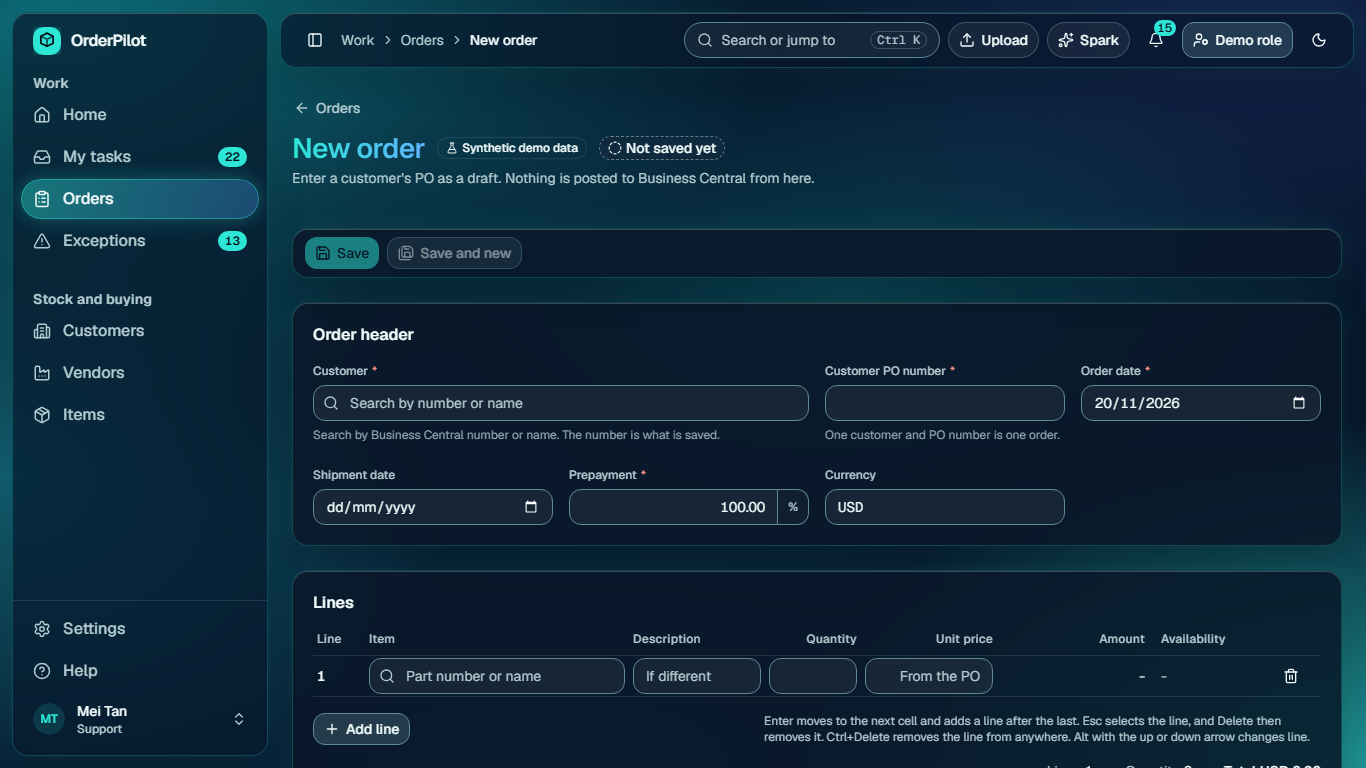 OrderPilot
Work
Home
My tasks 22
Orders
Exceptions 13
Stock and buying
Customers
Vendors
Items
Settings
Help
MT Mei Tan
Support
Work > Orders > New order
Search or jump to Ctrl K
Upload
Spark
15
Demo role
Orders
New order Synthetic demo data Not saved yet
Enter a customer's PO as a draft. Nothing is posted to Business Central from here.
Save Save and new
Order header
Customer * Customer PO number * Order date *
Search by number or name 20/11/2026
Search by Business Central number or name. The number is what is saved. One customer and PO number is one order.
Shipment date Prepayment * Currency
dd/mm/yyyy 100.00 % USD
Lines
Line Item Description Quantity Unit price Amount Availability
1 Part number or name If different From the PO - -
Add line
Enter moves to the next cell and adds a line after the last. Esc selects the line, and Delete then
removes it. Ctrl+Delete removes the line from anywhere. Alt with the up or down arrow changes line.